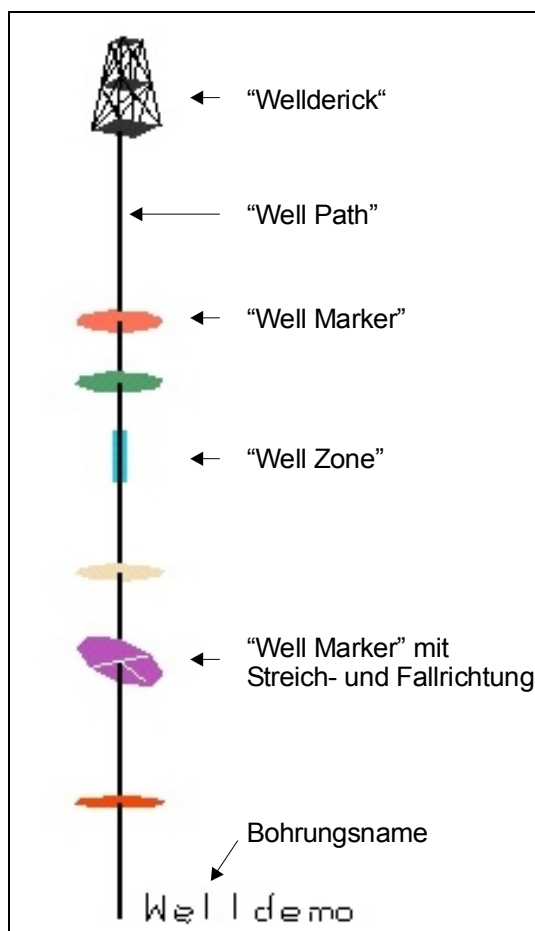 “Wellderick“
“Well Path”
“Well Marker”
“Well Zone”
“Well Marker” mit
Streich- und Fallrichtung
Bohrungsname
Welldemo